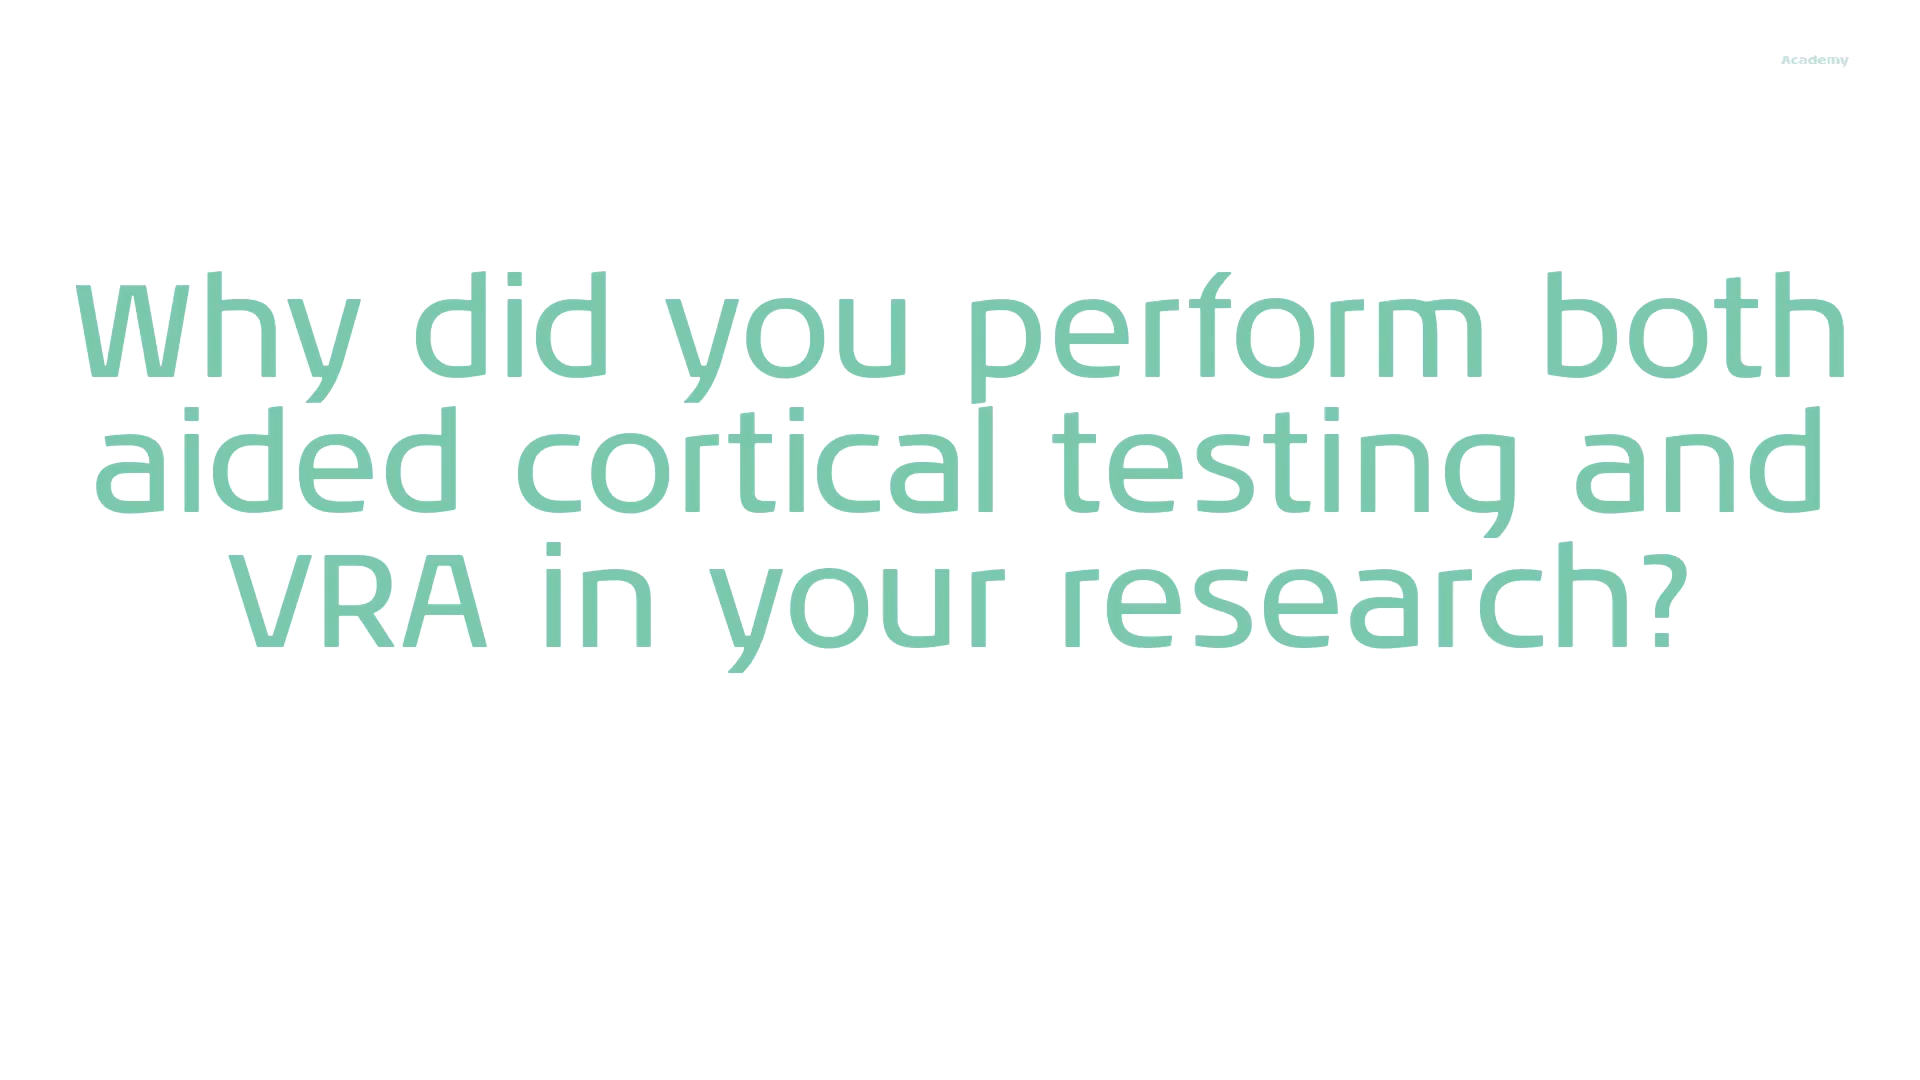 Academy
Why did you perform both
aided cortical testing and
VRA in your research?